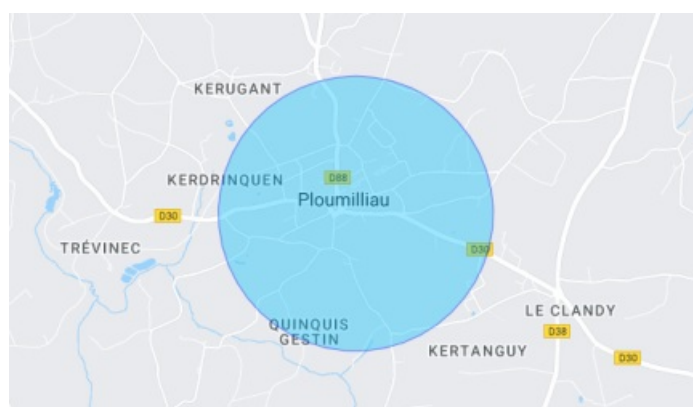 KERUGANT
KERDRINQUEN
D88
Ploumilliau
D30
TRÉVINEC
D30
LE CLANDY
QUINQUIS
GESTIN
D38
KERTANGUY
D30